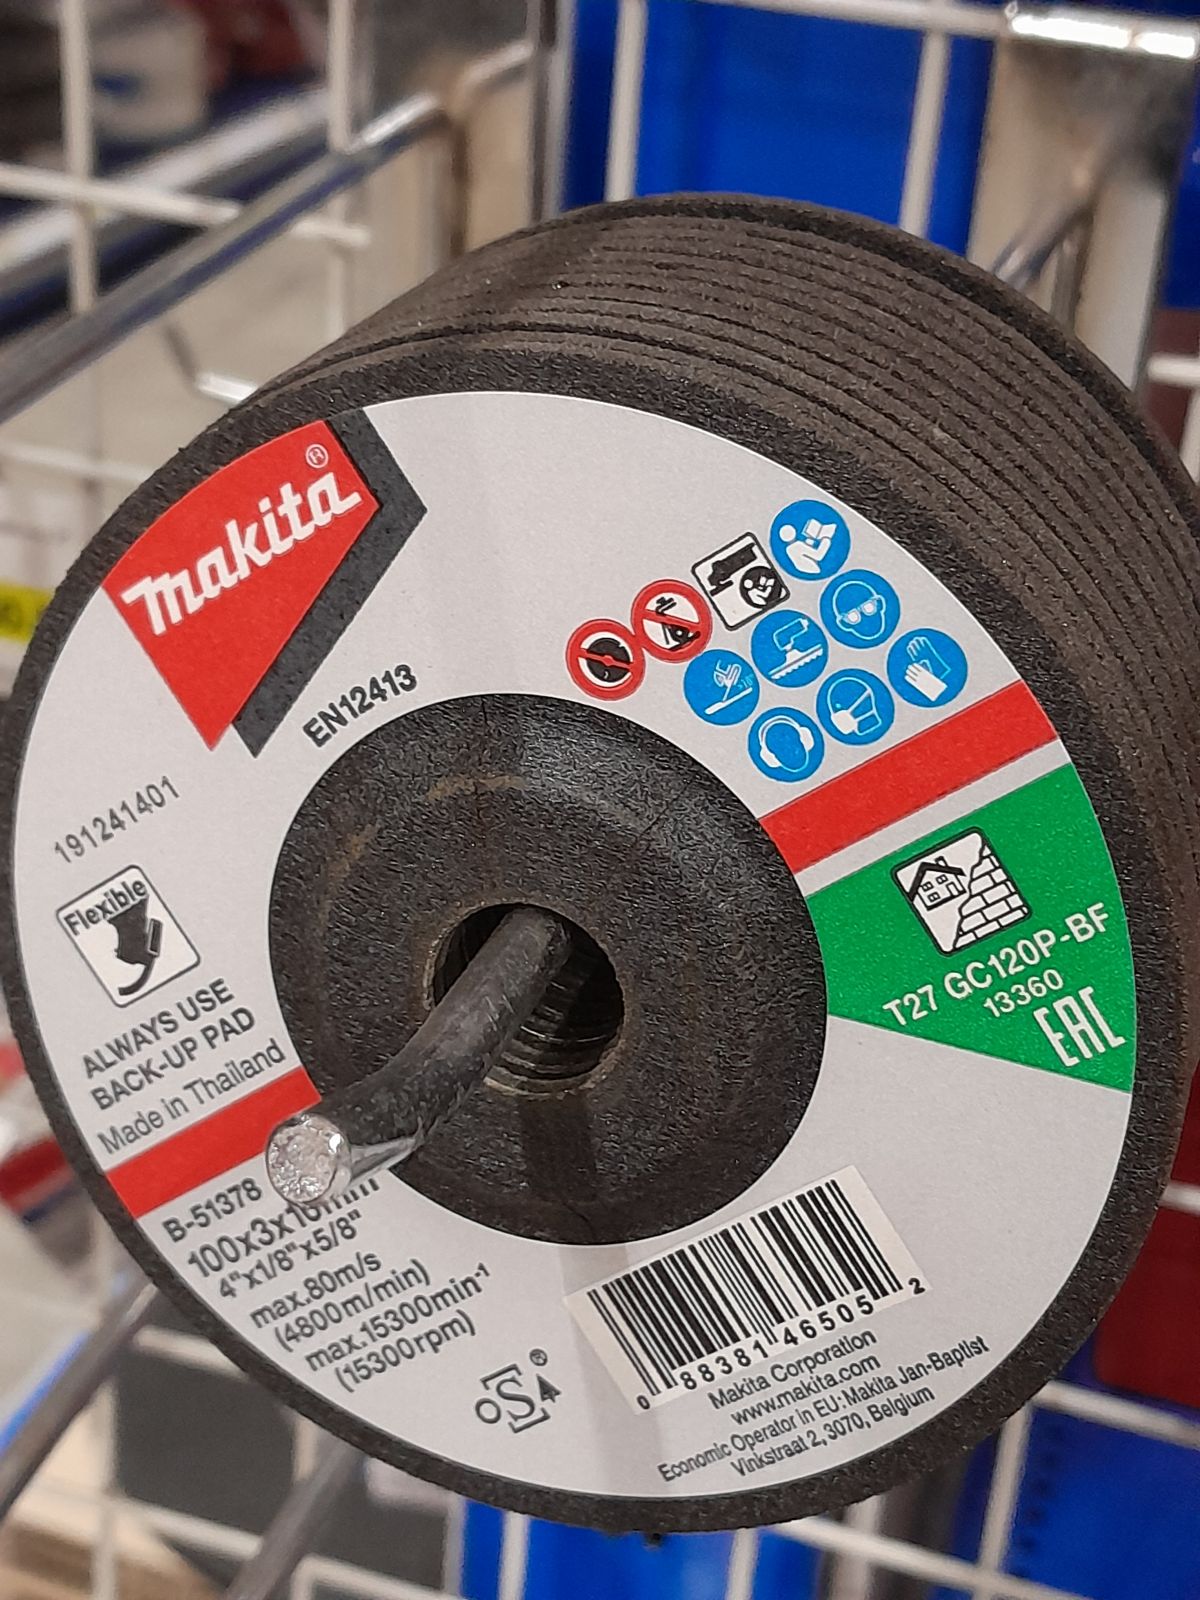 Makita®
EN12413
191241401
Flexible
ALWAYS USE
BACK-UP PAD
Made in Thailand
B-51378
100x3x16mm
4"x1/8"x5/8"
max.80m/s
(4800m/min)
max.15300min⁻¹
(15300rpm)
oSa®
T27 GC120P-BF
13360
EAC
0 88381 46505 2
Makita Corporation
www.makita.com
Economic Operator in EU: Makita Jan-Baptist
Vinkstraat 2, 3070, Belgium